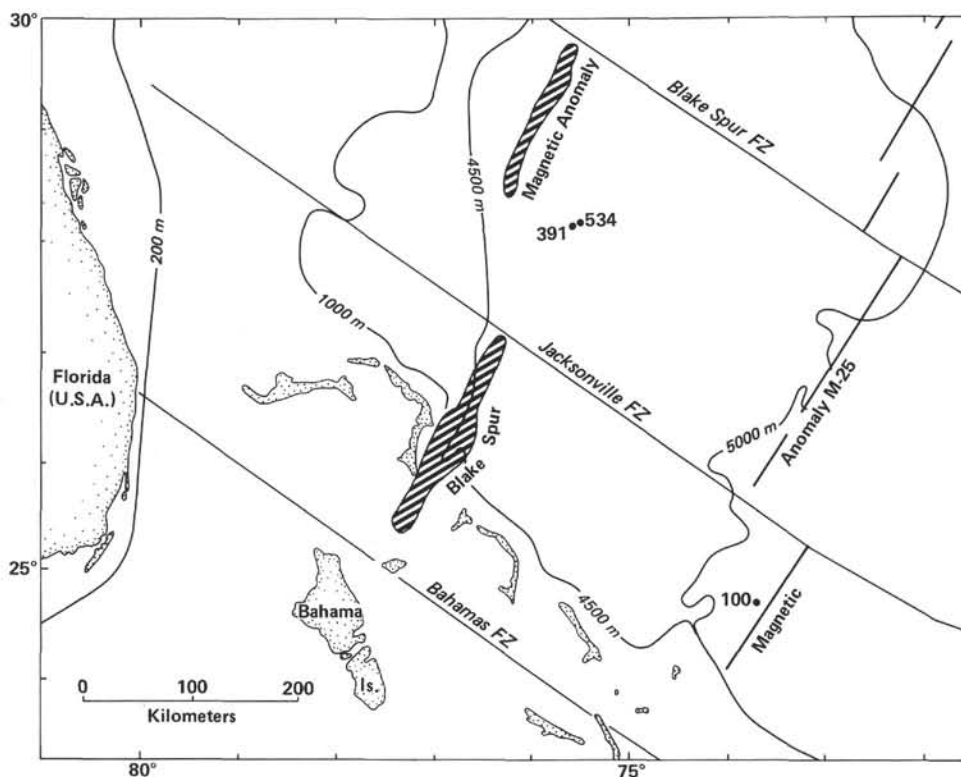 30°
Blake Spur FZ
Magnetic Anomaly
4500 m
200 m
391 534
1000 m
Jacksonville FZ
Florida
(U.S.A.)
Blake Spur
5000 m
Anomaly M-25
25°
Bahama
Is.
Bahamas FZ
4500 m
100
Magnetic
0 100 200
Kilometers
80° 75°